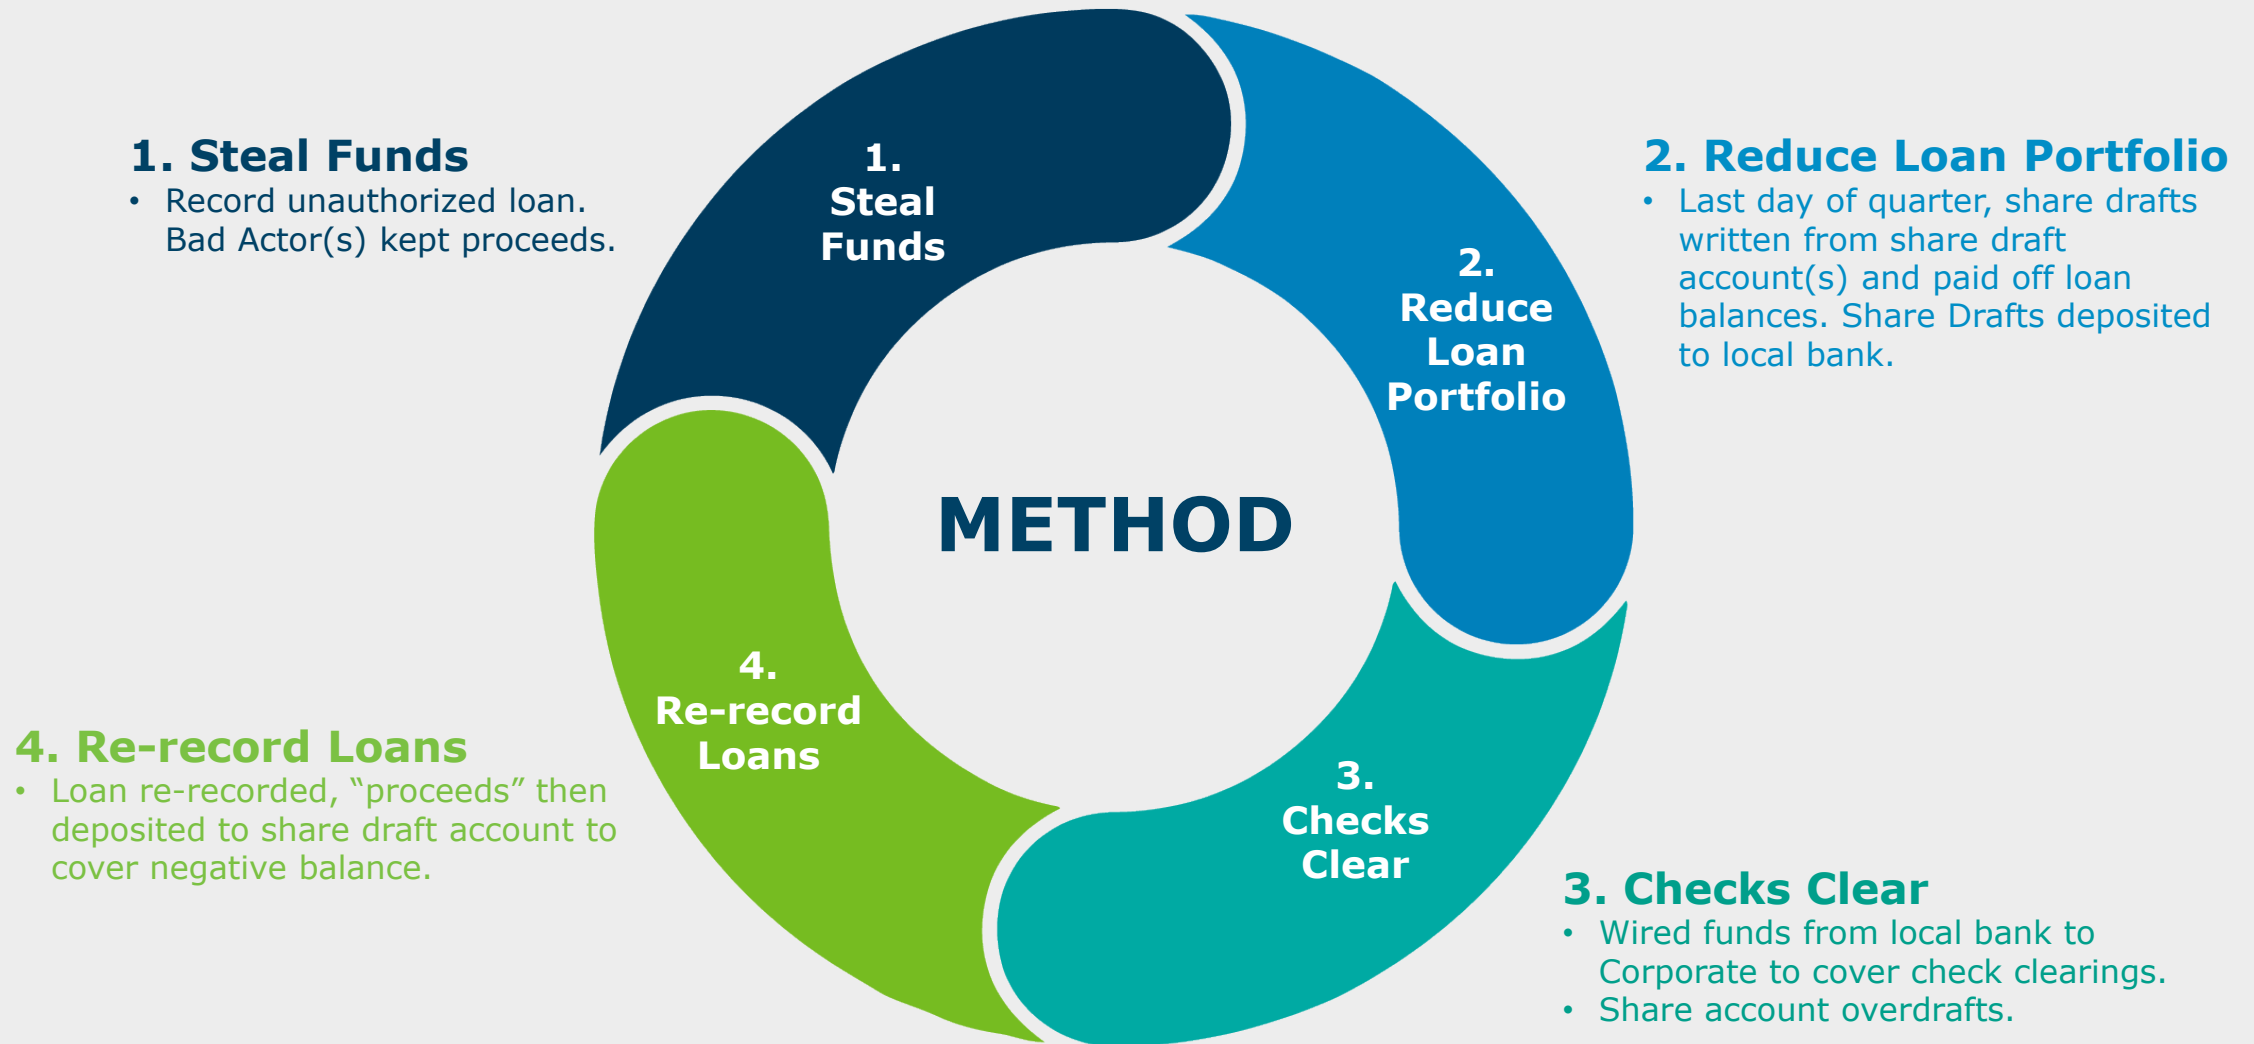 1. Steal Funds
• Record unauthorized loan.
Bad Actor(s) kept proceeds.
1.
Steal
Funds
2. Reduce Loan Portfolio
• Last day of quarter, share drafts
written from share draft
account(s) and paid off loan
balances. Share Drafts deposited
to local bank.
2.
Reduce
Loan
Portfolio
METHOD
3.
Checks
Clear
3. Checks Clear
• Wired funds from local bank to
Corporate to cover check clearings.
• Share account overdrafts.
4.
Re-record
Loans
4. Re-record Loans
• Loan re-recorded, “proceeds” then
deposited to share draft account to
cover negative balance.